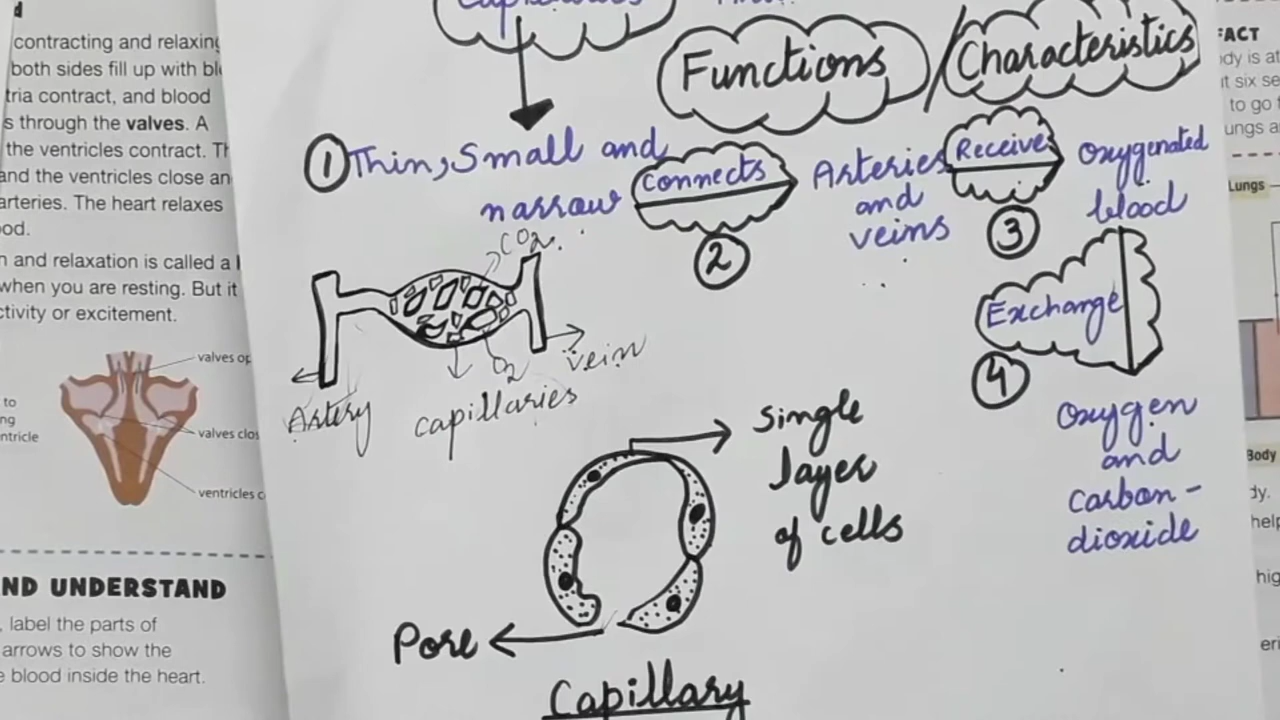 d
contracting and relaxing
both sides fill up with bl
tria contract, and blood
s through the valves. A
the ventricles contract. Th
and the ventricles close an
arteries. The heart relaxes
ood.
n and relaxation is called a
when you are resting. But it
ctivity or excitement.
valves op
to
ng
ntricle
valves clos
ventricles c
ND UNDERSTAND
, label the parts of
arrows to show the
e blood inside the heart.
Functions / Characteristics
① Thin, Small and
narrow
Connects
②
Arteries
and
veins
Receive
③
Oxygenated
blood
Exchange
④
Oxygen
and
Carbon-
dioxide
CO2
O2
Artery
capillaries
vein
Single
layer
of cells
Pore
Capillary
FACT
dy is at
t six se
to go t
ungs a
Lungs
Body
dy.
help
hig
eri